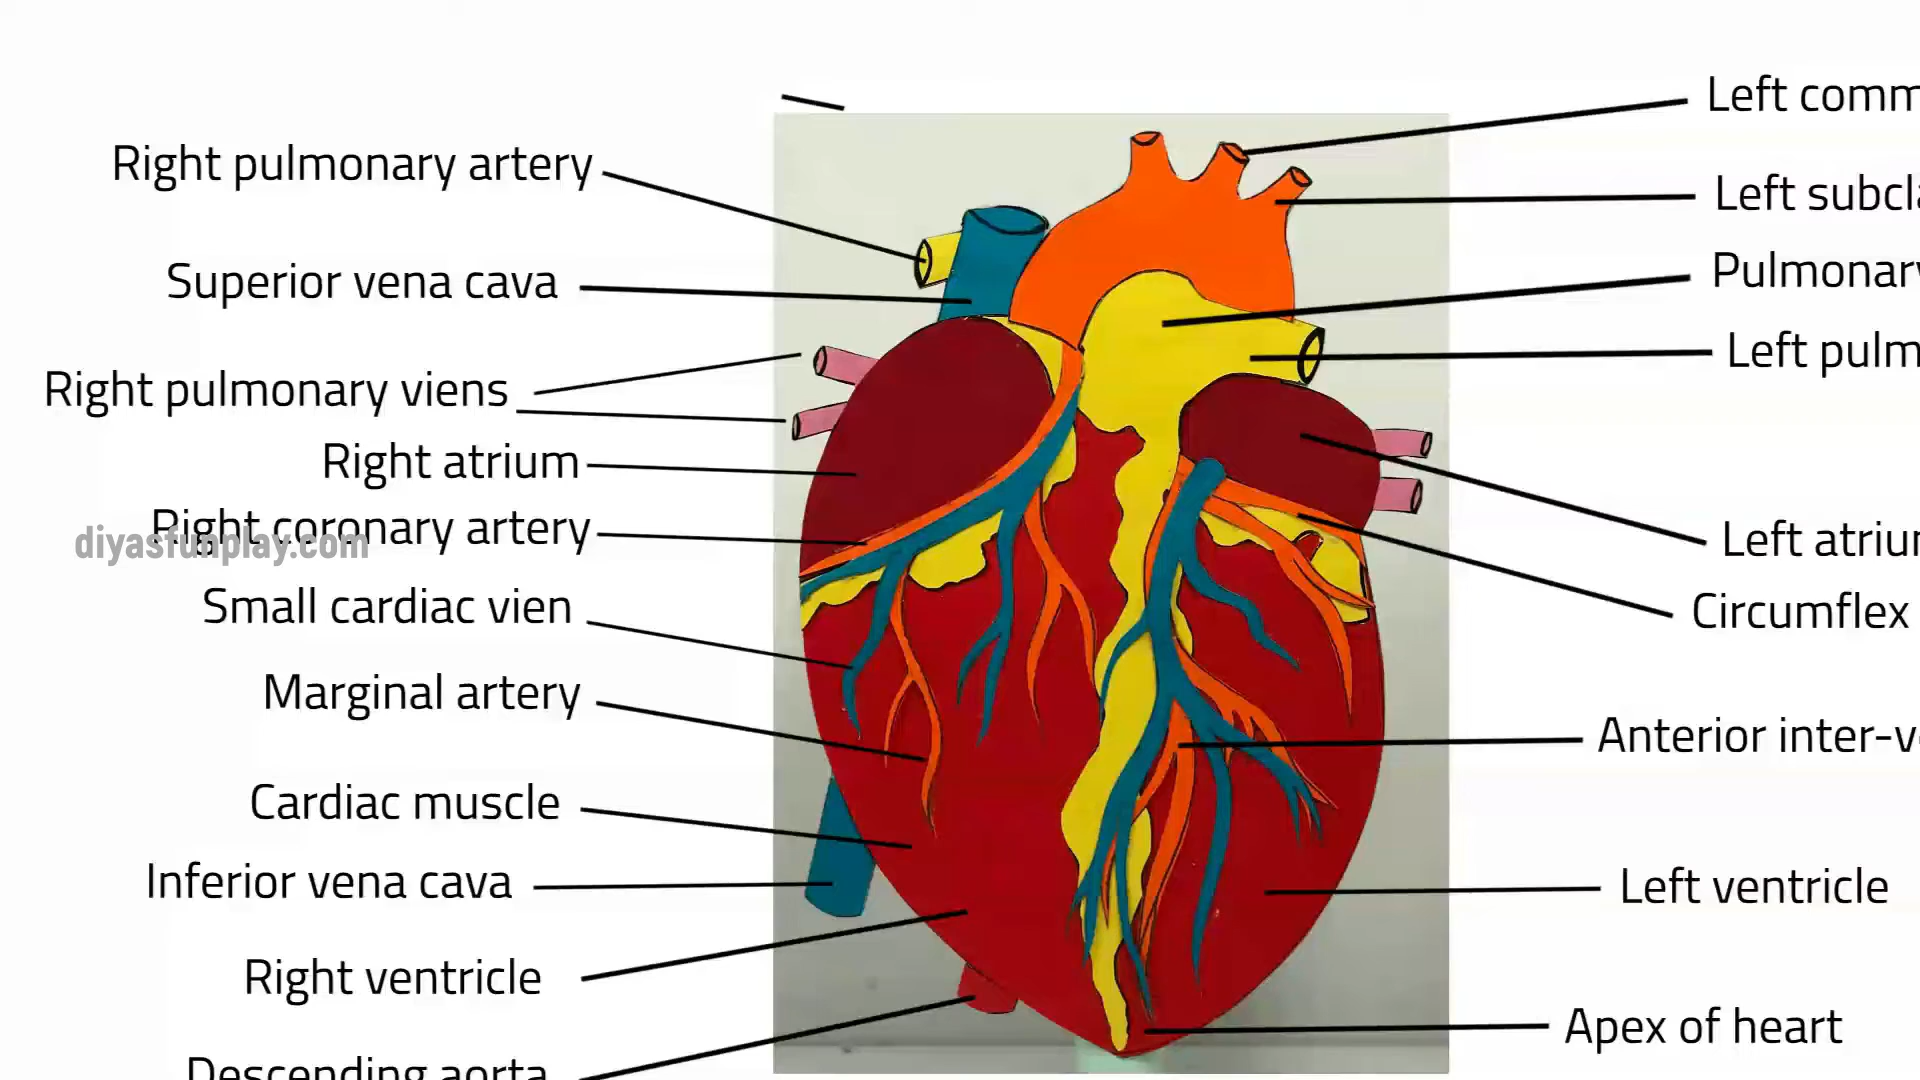 Right pulmonary artery
Superior vena cava
Right pulmonary viens
Right atrium
Right coronary artery
diyasfunplay.com
Small cardiac vien
Marginal artery
Cardiac muscle
Inferior vena cava
Right ventricle
Descending aorta
Left comm
Left subcla
Pulmonary
Left pulm
Left atriu
Circumflex
Anterior inter-v
Left ventricle
Apex of heart